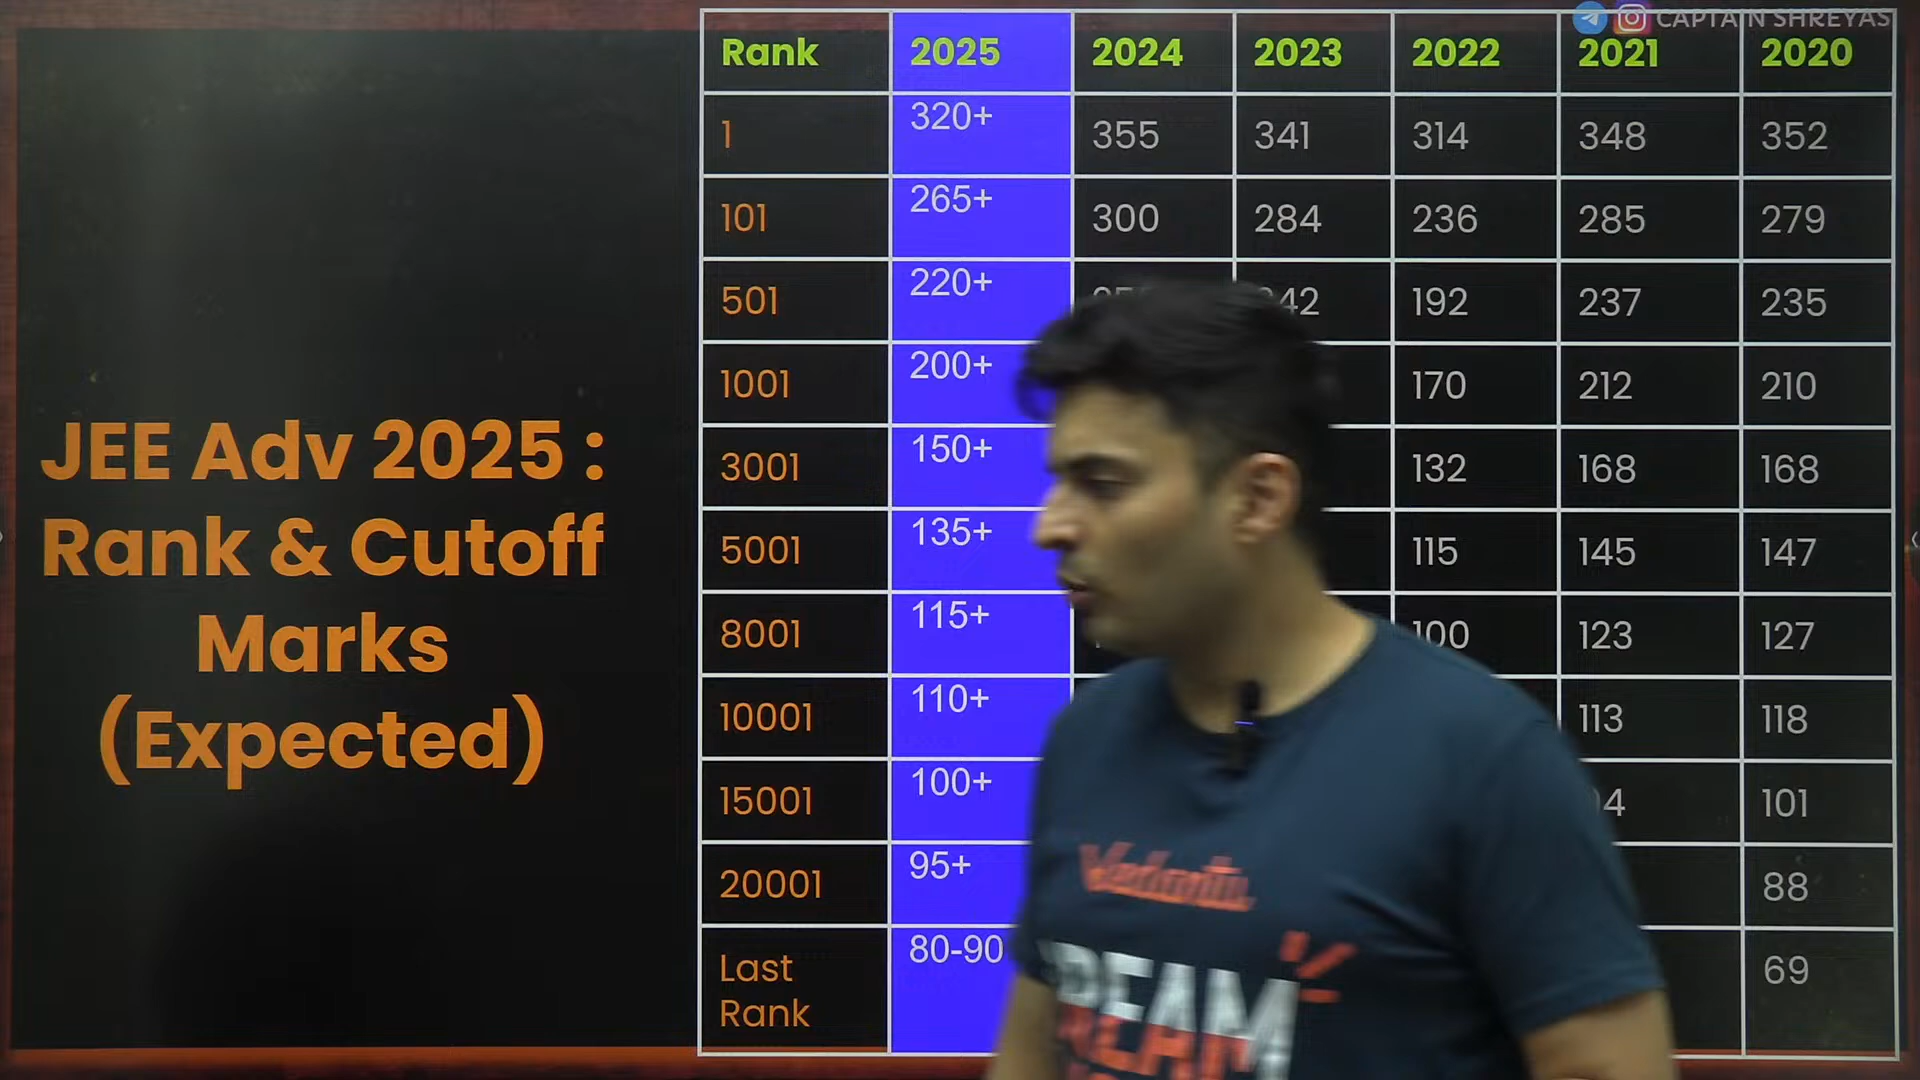 CAPTAIN SHREYAS
Rank 2025 2024 2023 2022 2021 2020
1 320+ 355 341 314 348 352
101 265+ 300 284 236 285 279
501 220+ 192 237 235
1001 200+ 170 212 210
3001 150+ 132 168 168
5001 135+ 115 145 147
8001 115+ 100 123 127
10001 110+ 113 118
15001 100+ 101
20001 95+ 88
Last 80-90 69
Rank
JEE Adv 2025 :
Rank & Cutoff
Marks
(Expected)
Vedantu